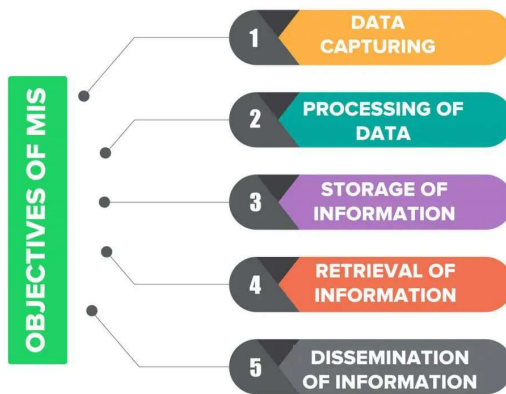 OBJECTIVES OF MIS
1
DATA
CAPTURING
2
PROCESSING OF
DATA
3
STORAGE OF
INFORMATION
4
RETRIEVAL OF
INFORMATION
5
DISSEMINATION
OF INFORMATION